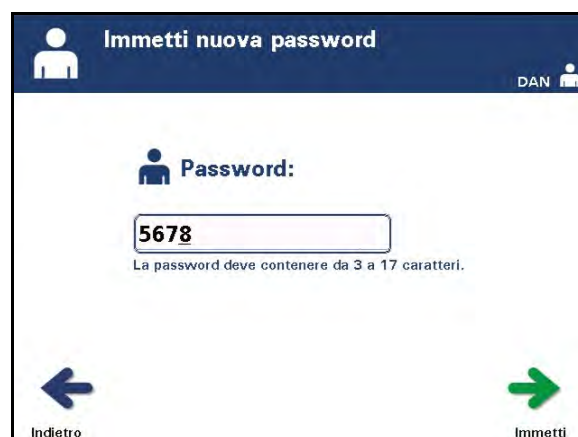 Immetti nuova password
DAN
Password:
5678
La password deve contenere da 3 a 17 caratteri.
Indietro
Immetti